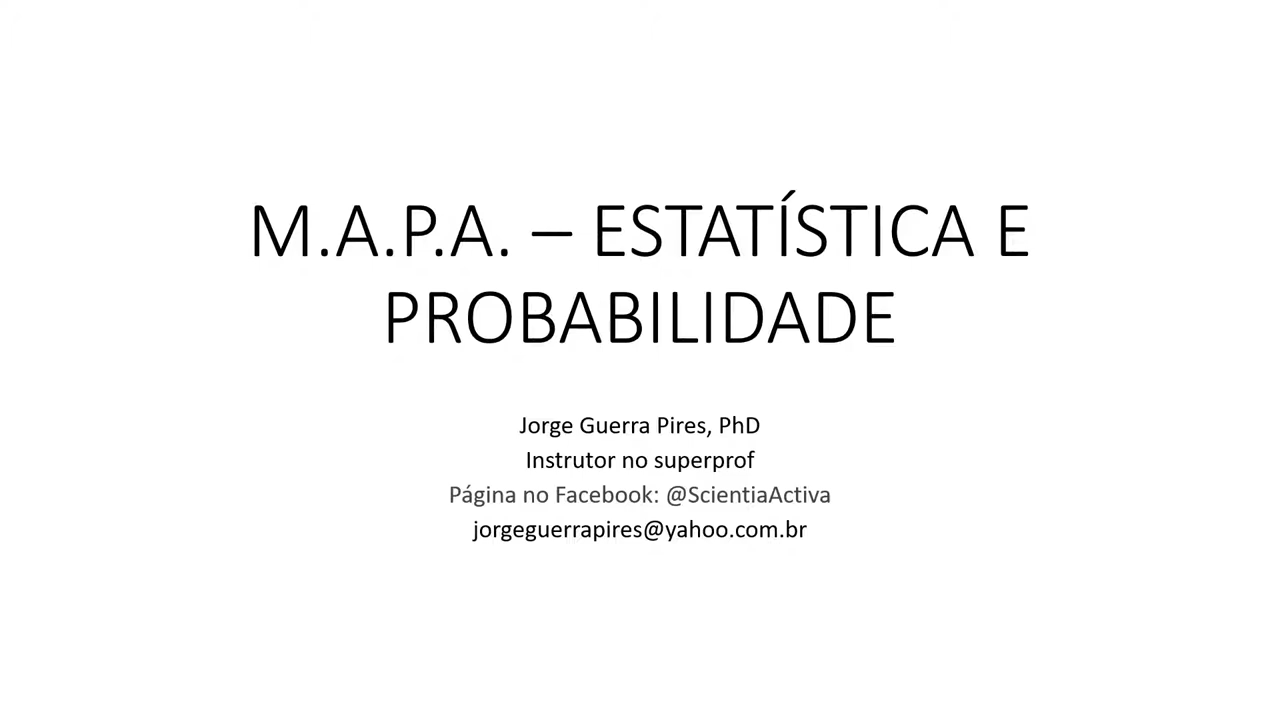 M.A.P.A. – ESTATÍSTICA E
PROBABILIDADE
Jorge Guerra Pires, PhD
Instrutor no superprof
Página no Facebook: @ScientiaActiva
jorgeguerrapires@yahoo.com.br